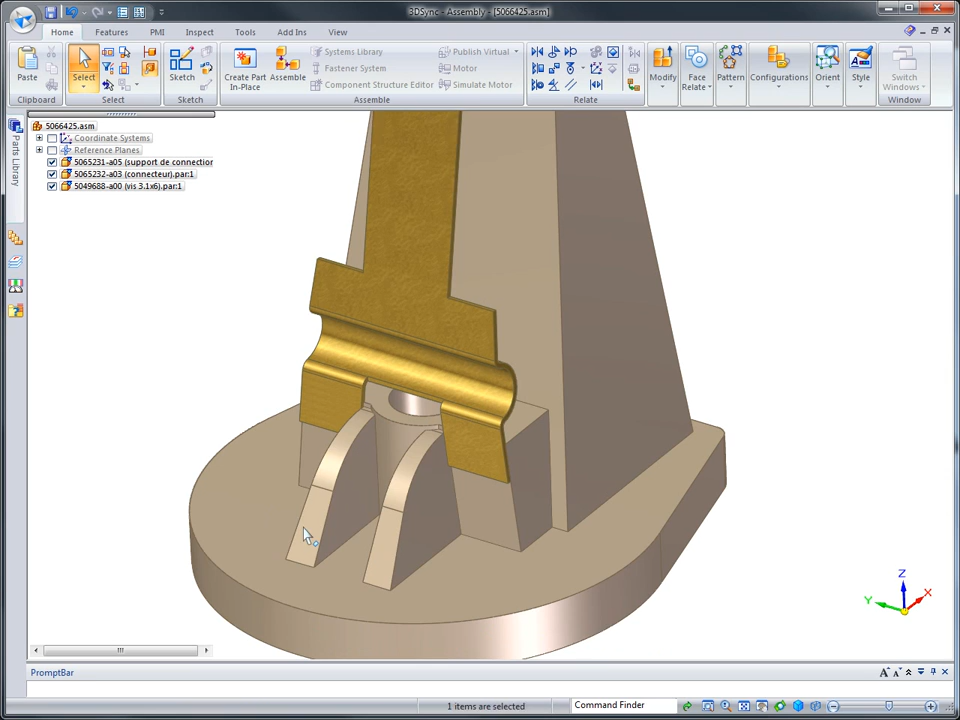 3DSync - Assembly - [5066425.asm]
Home Features PMI Inspect Tools Add Ins View
Paste
Clipboard
Select
Select
Sketch
Sketch
Create Part In-Place
Assemble
Systems Library
Fastener System
Component Structure Editor
Publish Virtual
Motor
Simulate Motor
Assemble
Relate
Modify
Face Relate
Pattern
Configurations
Orient
Style
Switch Windows
Window
Parts Library
5066425.asm
Coordinate Systems
Reference Planes
5065231-a05 (support de connection
5065232-a03 (connecteur).par:1
5049688-a00 (vis 3.1x6).par:1
Z
Y
X
PromptBar
1 items are selected
Command Finder